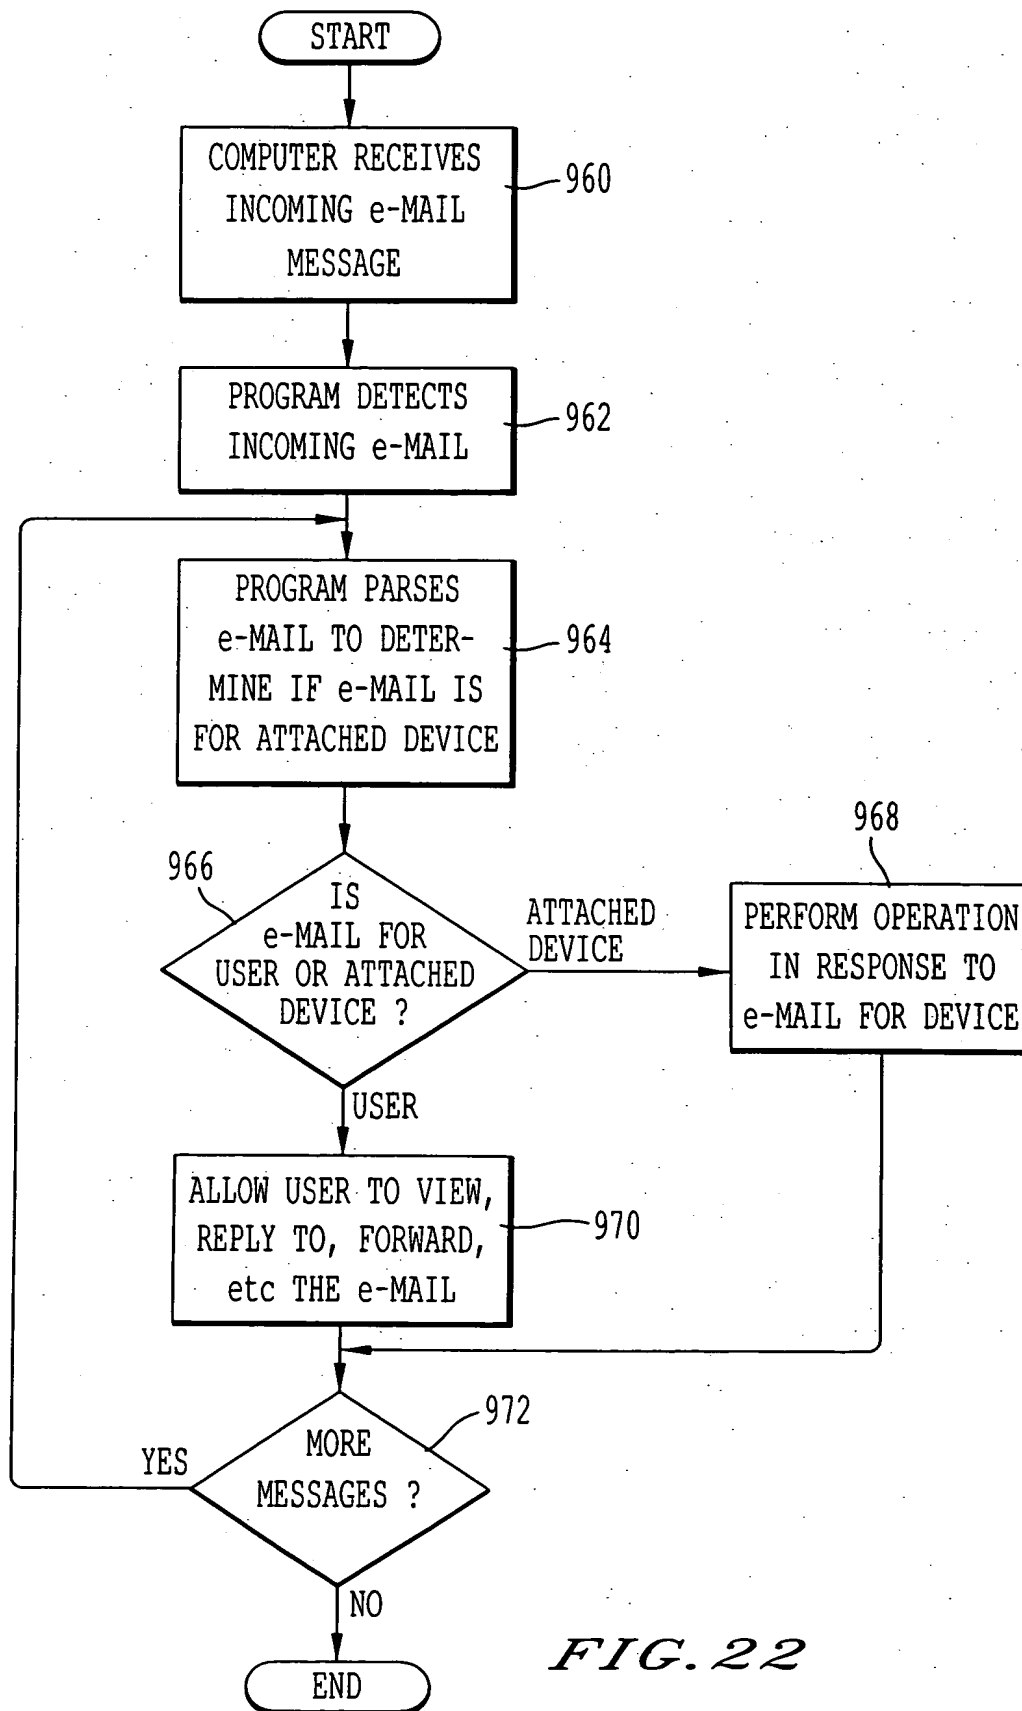 START
COMPUTER RECEIVES
INCOMING e-MAIL
MESSAGE
960
PROGRAM DETECTS
INCOMING e-MAIL
962
PROGRAM PARSES
e-MAIL TO DETER-
MINE IF e-MAIL IS
FOR ATTACHED DEVICE
964
966
IS
e-MAIL FOR
USER OR ATTACHED
DEVICE ?
ATTACHED
DEVICE
968
PERFORM OPERATION
IN RESPONSE TO
e-MAIL FOR DEVICE
USER
ALLOW USER TO VIEW,
REPLY TO, FORWARD,
etc THE e-MAIL
970
972
MORE
MESSAGES ?
YES
NO
END
FIG. 22